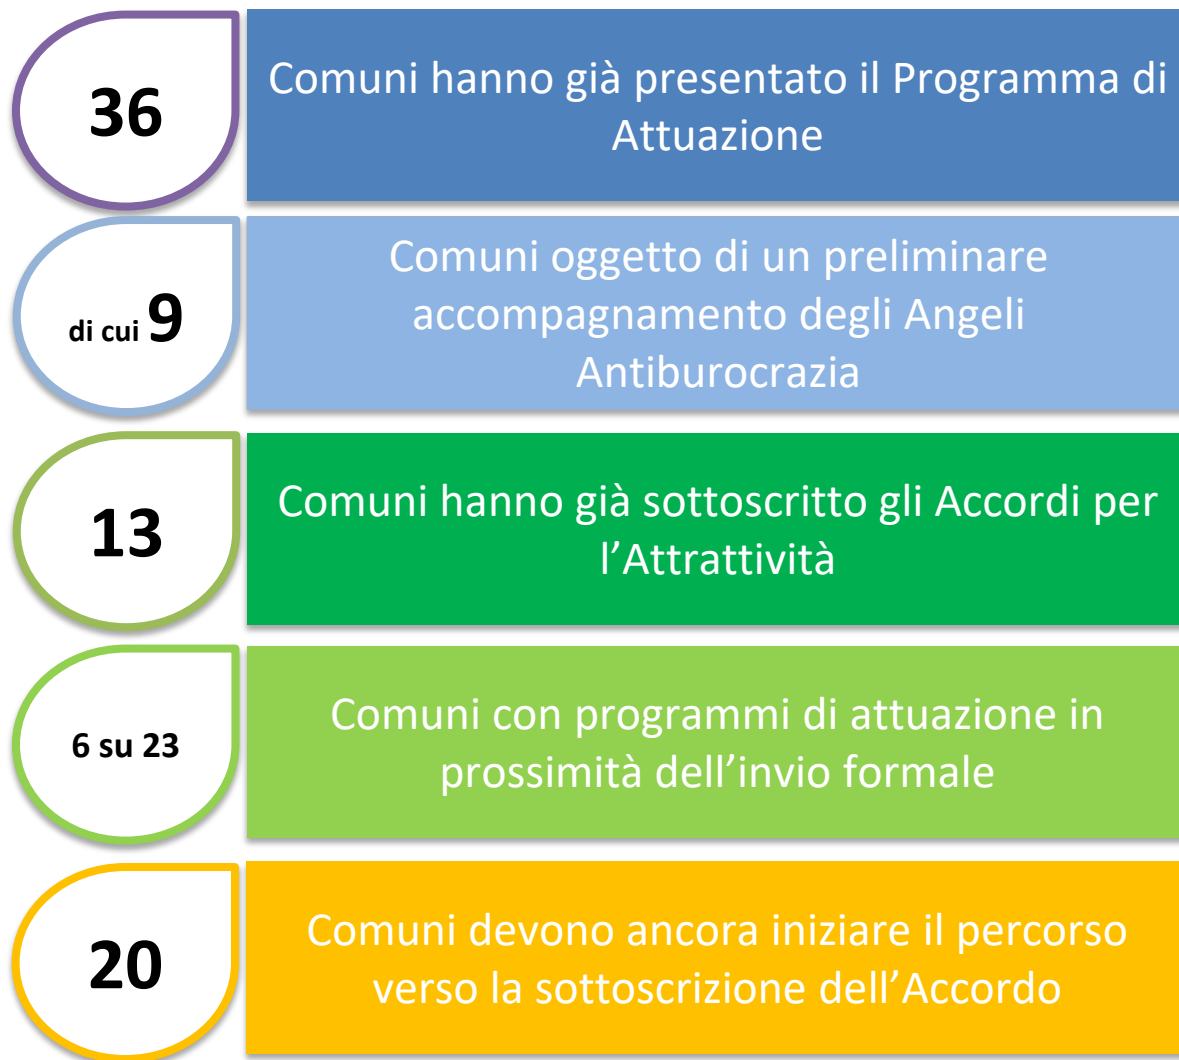 36
Comuni hanno già presentato il Programma di
Attuazione
di cui 9
Comuni oggetto di un preliminare
accompagnamento degli Angeli
Antiburocrazia
13
Comuni hanno già sottoscritto gli Accordi per
l’Attrattività
6 su 23
Comuni con programmi di attuazione in
prossimità dell’invio formale
20
Comuni devono ancora iniziare il percorso
verso la sottoscrizione dell’Accordo